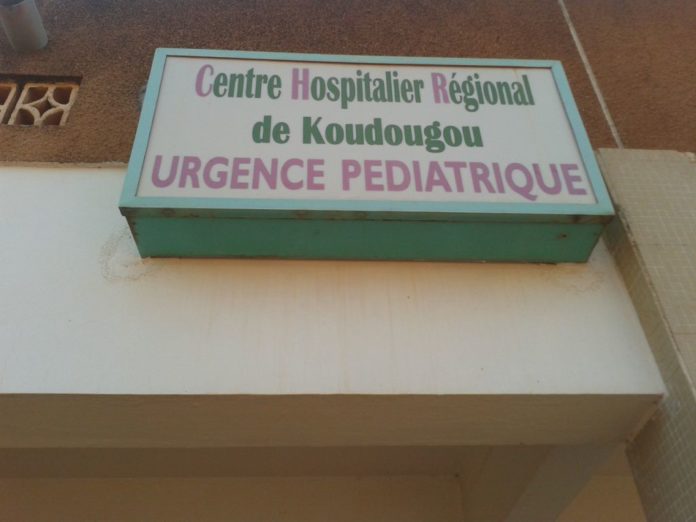 Centre Hospitalier Régional
de Koudougou
URGENCE PEDIATRIQUE